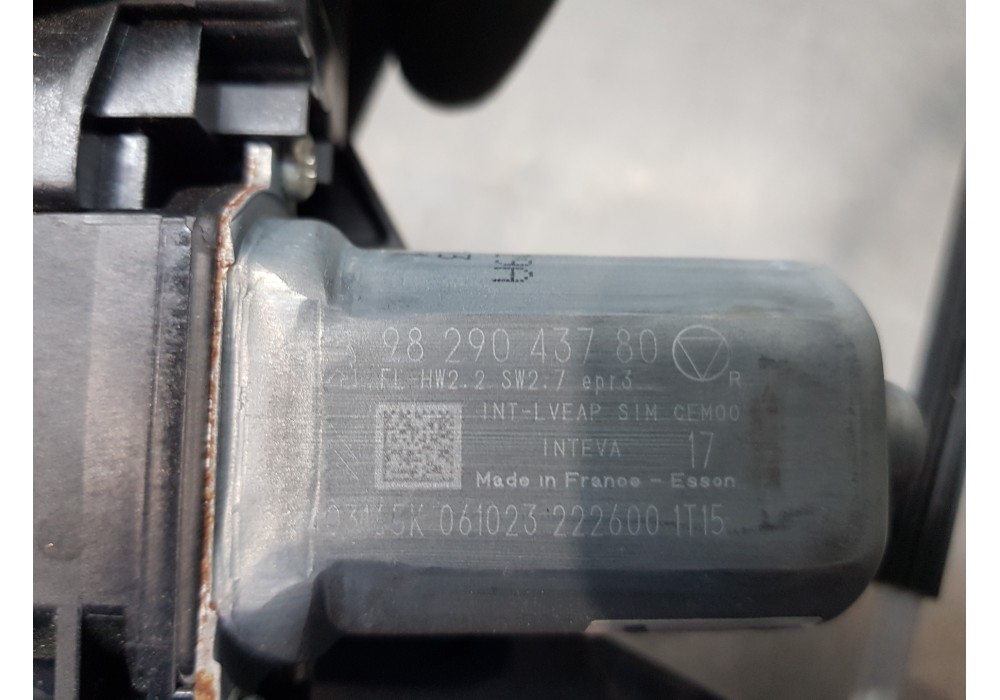 98 290 437 80
R
FL-HW2.2 SW2.7 epr3
INT-LVEAP SIM CEM00
INTEVA 17
Made in France - Esson
061023 222600 1T15